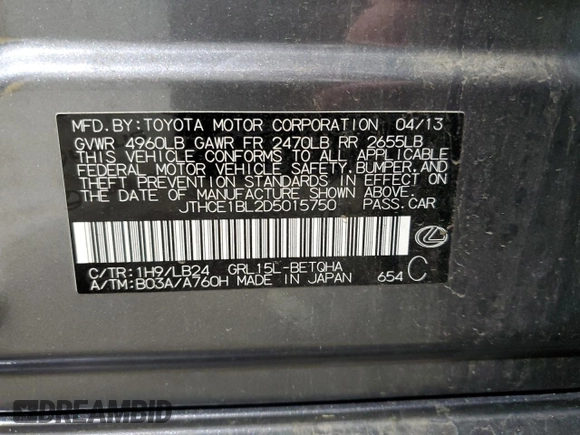 MFD.BY:TOYOTA MOTOR CORPORATION 04/13
GVWR 4960LB GAWR FR 2470LB RR 2655LB
THIS VEHICLE CONFORMS TO ALL APPLICABLE
FEDERAL MOTOR VEHICLE SAFETY,BUMPER,AND
THEFT PREVENTION STANDARDS IN EFFECT ON
THE DATE OF MANUFACTURE SHOWN ABOVE.
JTHCE1BL2D5015750 PASS.CAR
C/TR:1H9/LB24 GRL15L-BETQHA
A/TM:B03A/A760H MADE IN JAPAN 654 C
DREAMBID